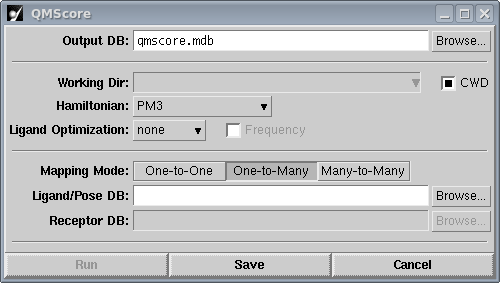 QMScore
Output DB: qmscore.mdb Browse...
Working Dir: CWD
Hamiltonian: PM3
Ligand Optimization: none Frequency
Mapping Mode: One-to-One One-to-Many Many-to-Many
Ligand/Pose DB: Browse...
Receptor DB: Browse...
Run Save Cancel